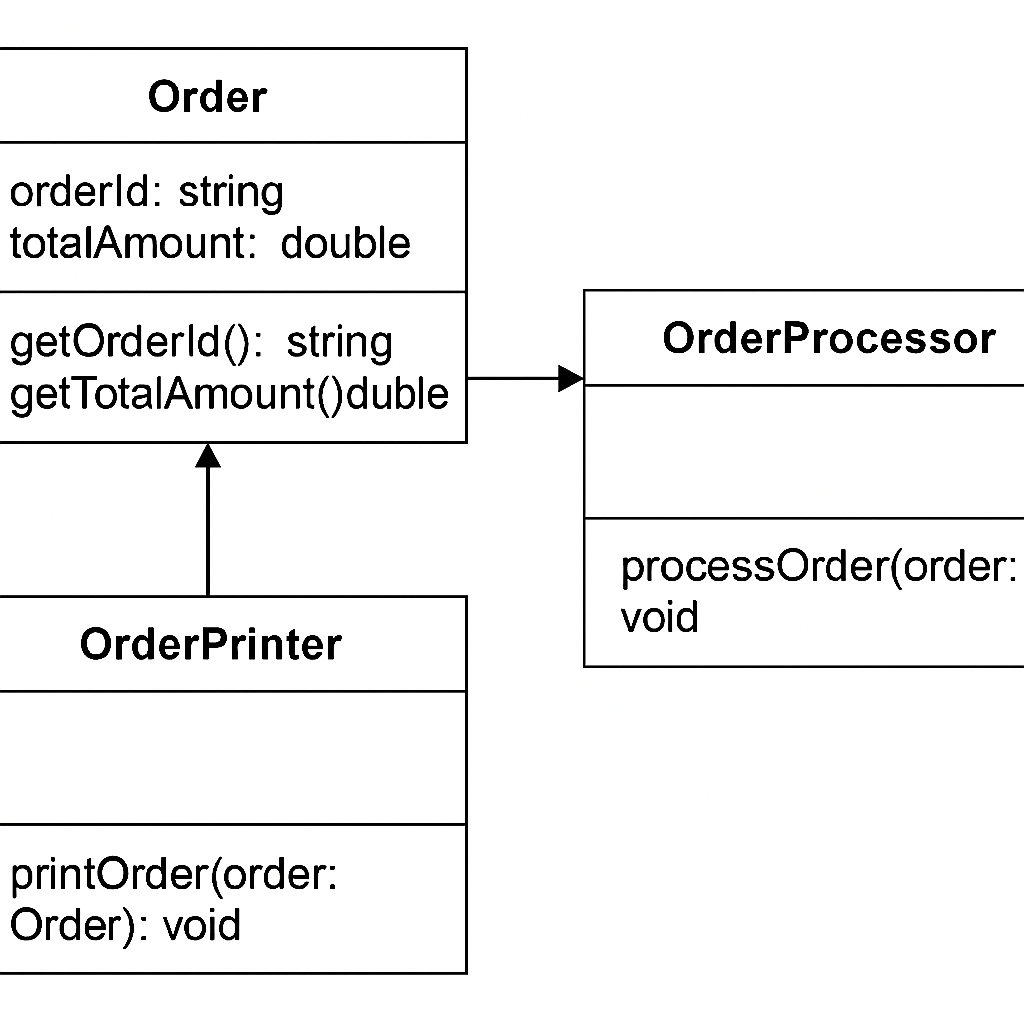 Order
orderId: string
totalAmount: double
getOrderId(): string
getTotalAmount()duble
OrderProcessor
processOrder(order:
void
OrderPrinter
printOrder(order:
Order): void